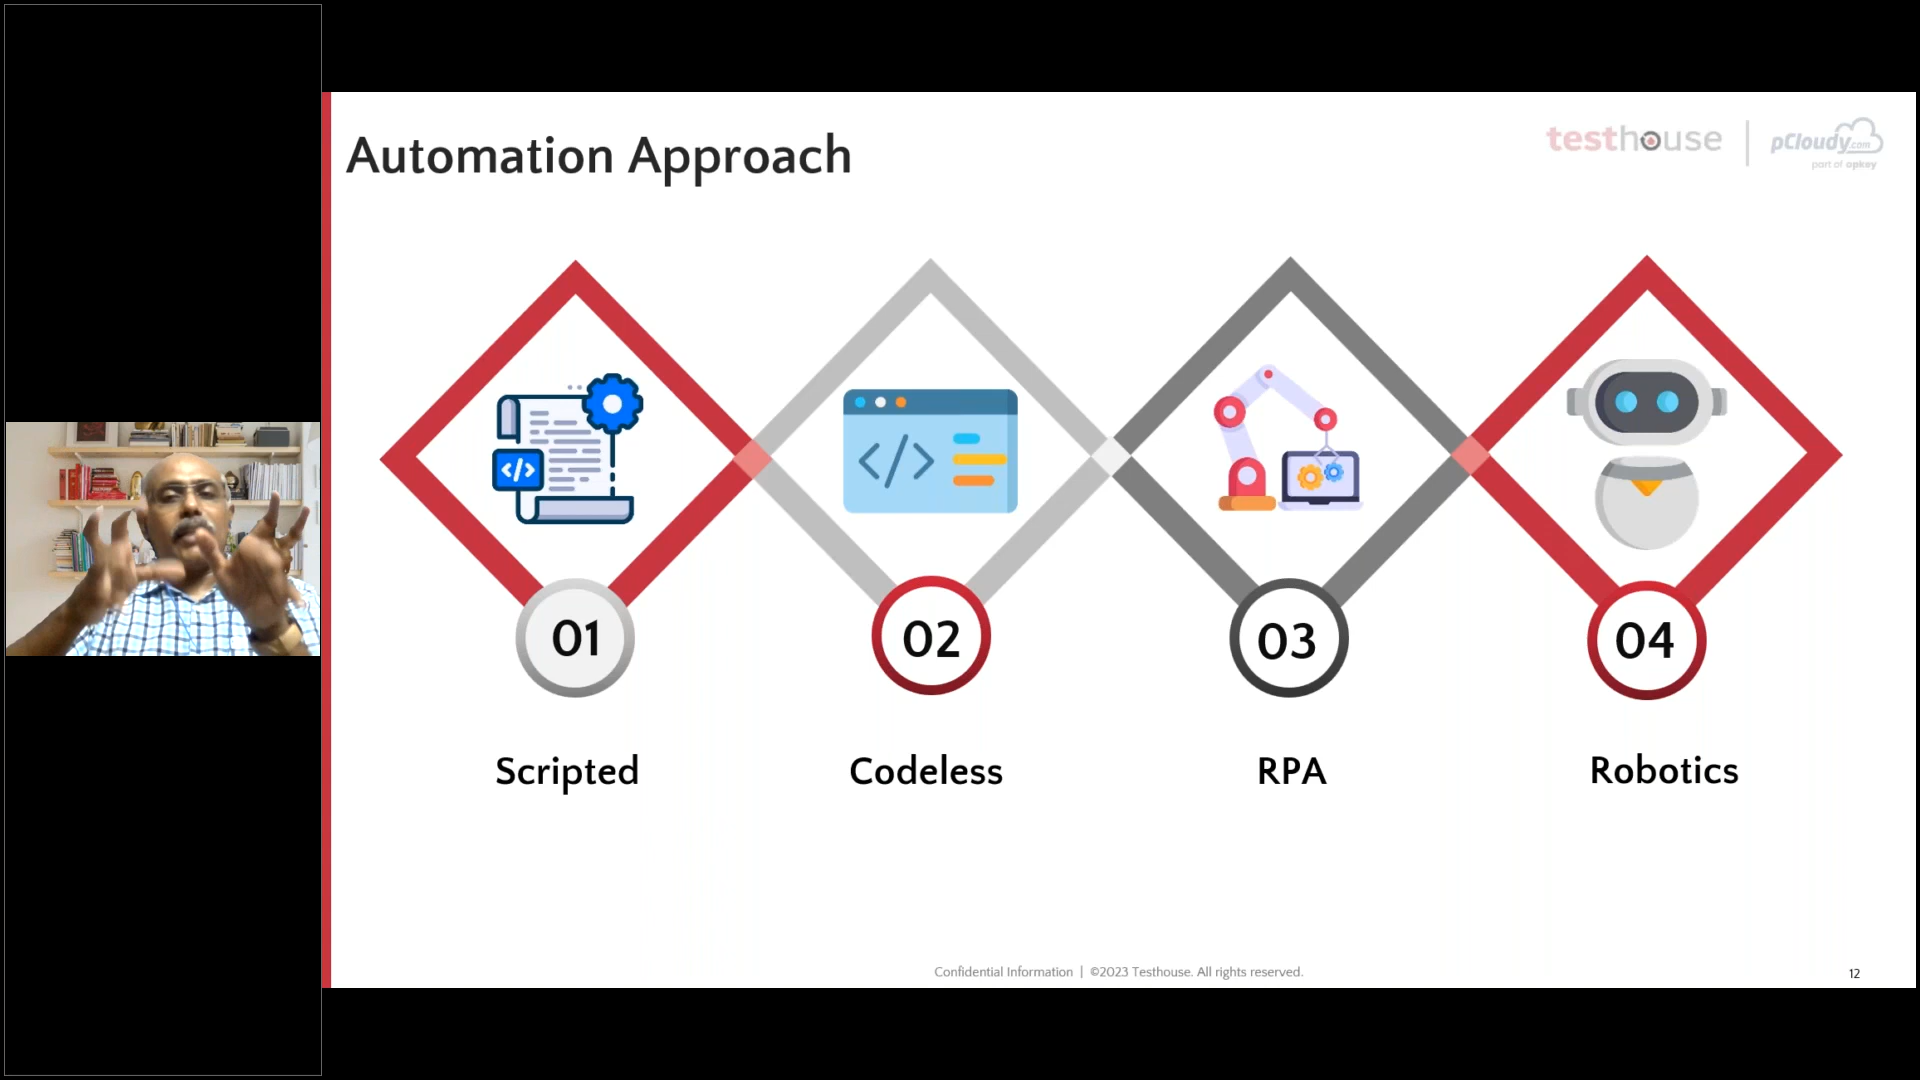 Automation Approach
testhouse
pCloudy.com
part of opkey
</>
</>
01
02
03
04
Scripted
Codeless
RPA
Robotics
Confidential Information | ©2023 Testhouse. All rights reserved.
12